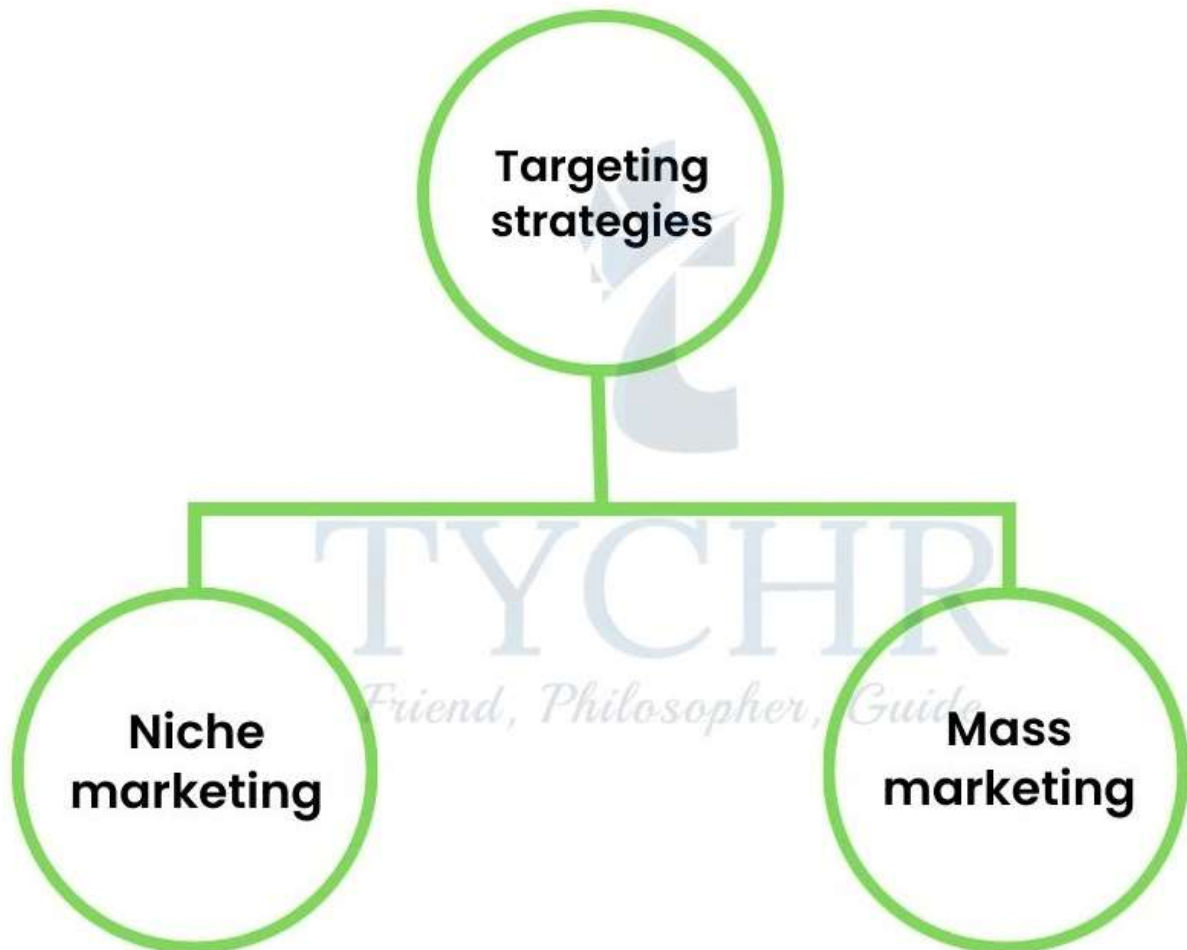 Targeting
strategies
TYCHR
Friend, Philosopher, Guide
Niche
marketing
Mass
marketing